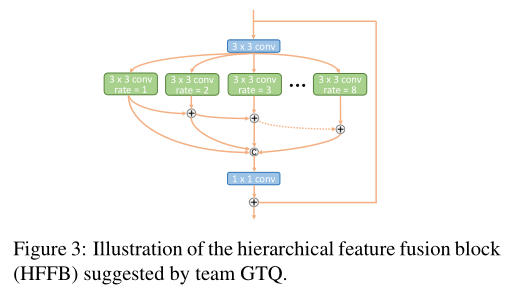 3 x 3 conv
3 x 3 conv
rate = 1
3 x 3 conv
rate = 2
3 x 3 conv
rate = 3
•••
3 x 3 conv
rate = 8
+
+
+
C
1 x 1 conv
+
Figure 3: Illustration of the hierarchical feature fusion block
(HFFB) suggested by team GTQ.